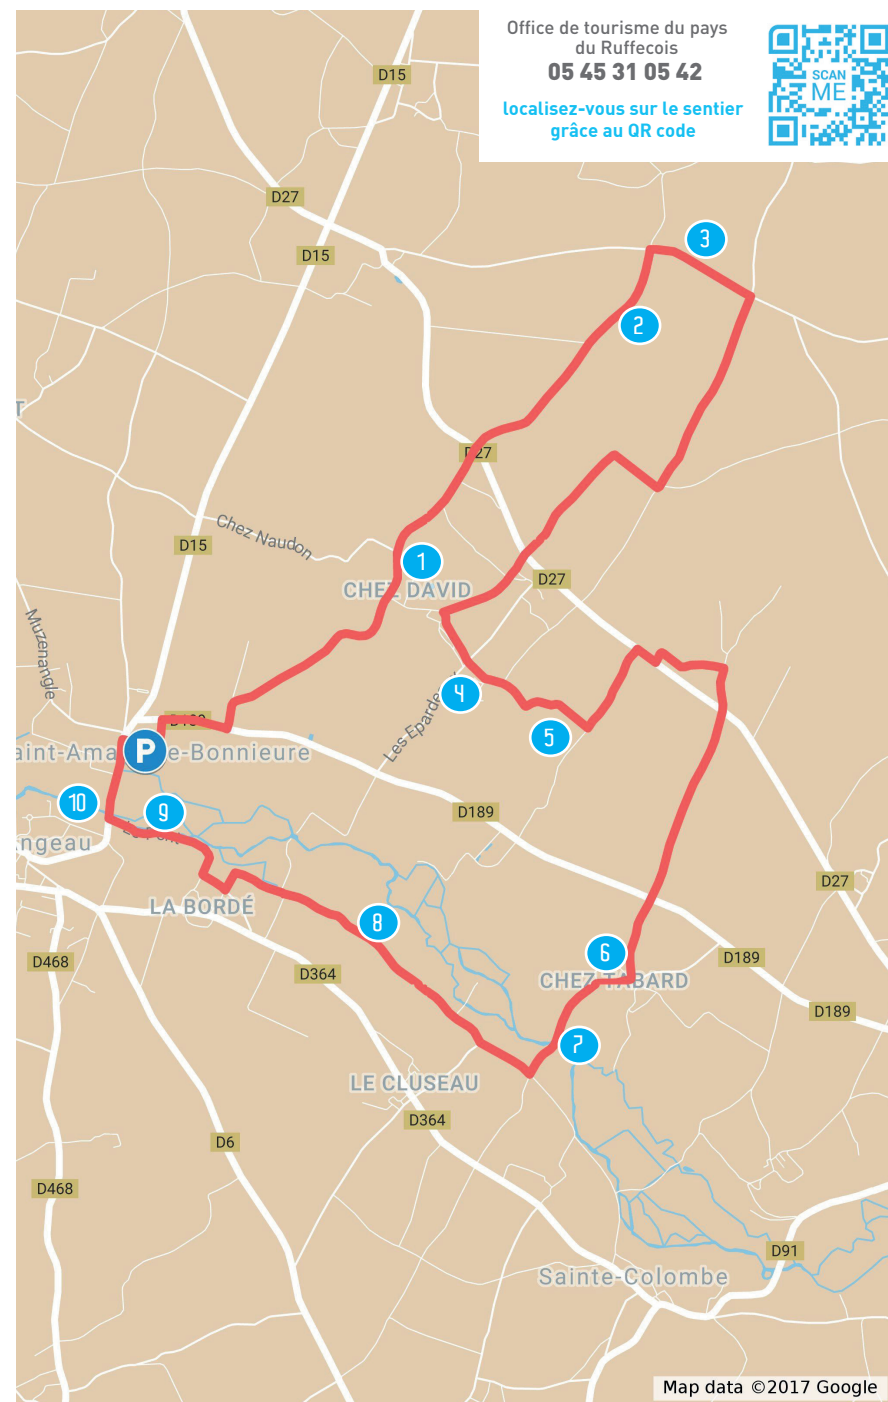 Office de tourisme du pays
du Ruffecois
05 45 31 05 42
localisez-vous sur le sentier
grâce au QR code
SCAN
ME
D15
D27
D15
3
2
T
D27
Chez Naudon
D15
1
D27
CHEZ DAVID
Muzenangle
4
Les Eparde
5
P
aint-Ama
e-Bonnieure
10
9
D189
Le Pont
ngeau
D27
LA BORDÉ
8
6
D468
D364
D189
CHEZ TABARD
D189
7
LE CLUSEAU
D364
D6
D468
D91
Sainte-Colombe
Map data ©2017 Google